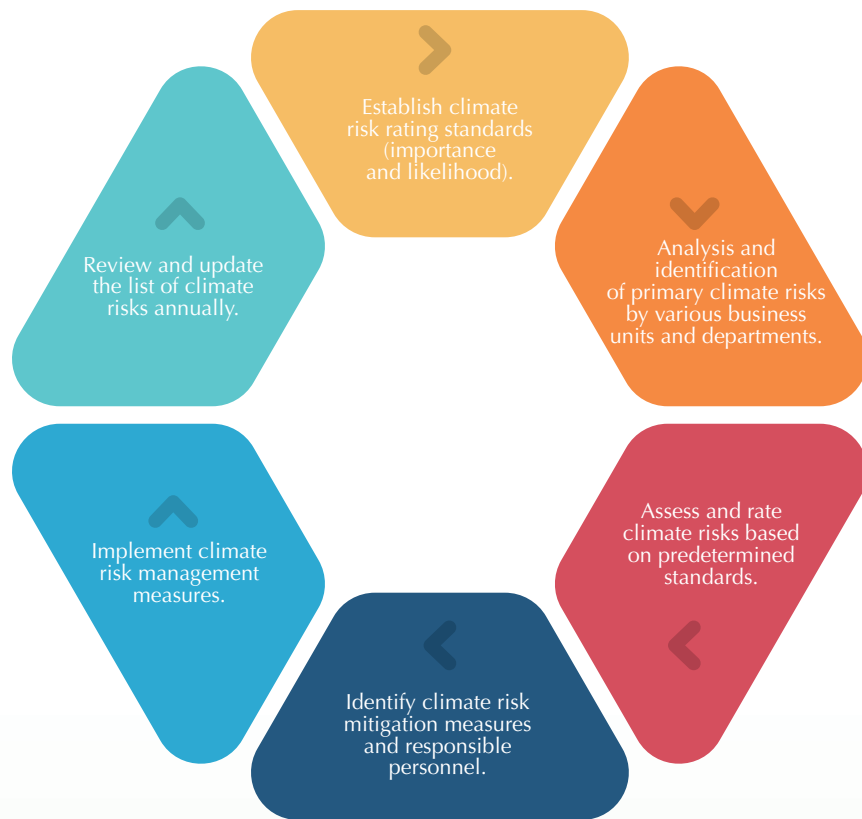 Establish climate
risk rating standards
(importance
and likelihood).
Analysis and
identification
of primary climate risks
by various business
units and departments.
Assess and rate
climate risks based
on predetermined
standards.
Identify climate risk
mitigation measures
and responsible
personnel.
Implement climate
risk management
measures.
Review and update
the list of climate
risks annually.